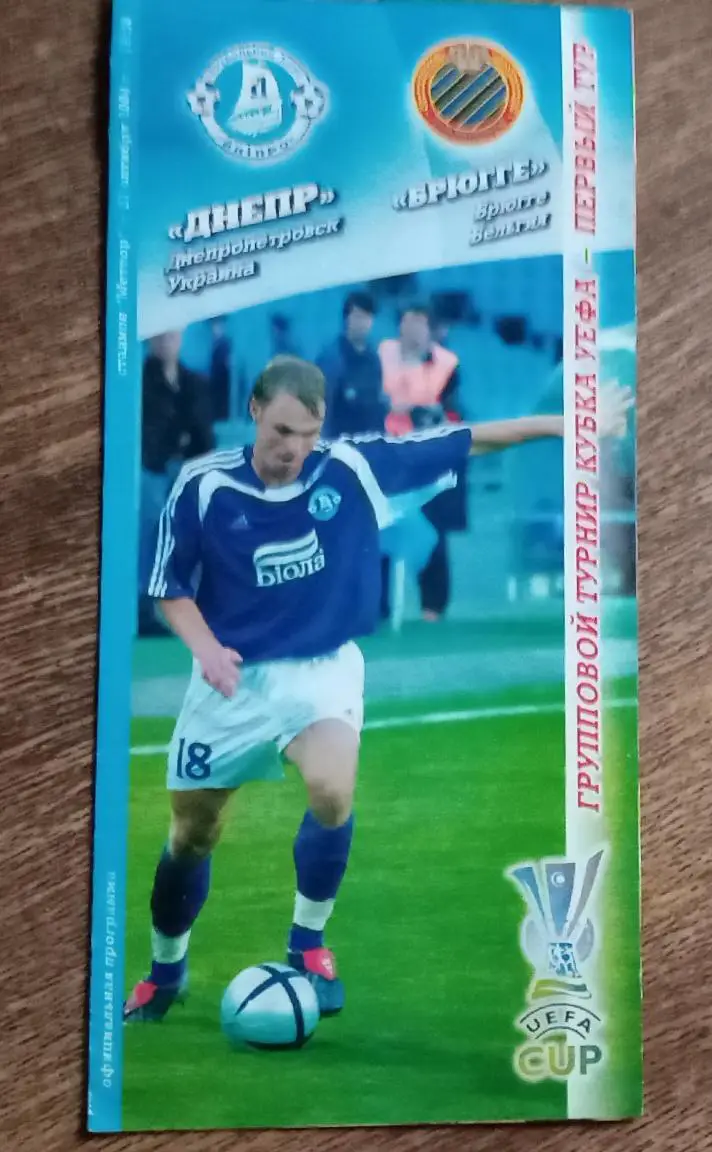 «ДНЕПР»
Днепропетровск
Украина
«БРЮГГЕ»
Брюгге
Бельгия
ГРУППОВОЙ ТУРНИР КУБКА УЕФА – ПЕРВЫЙ ТУР
стадион "Метеор"
официальная программа
Біола
18
UEFA
CUP